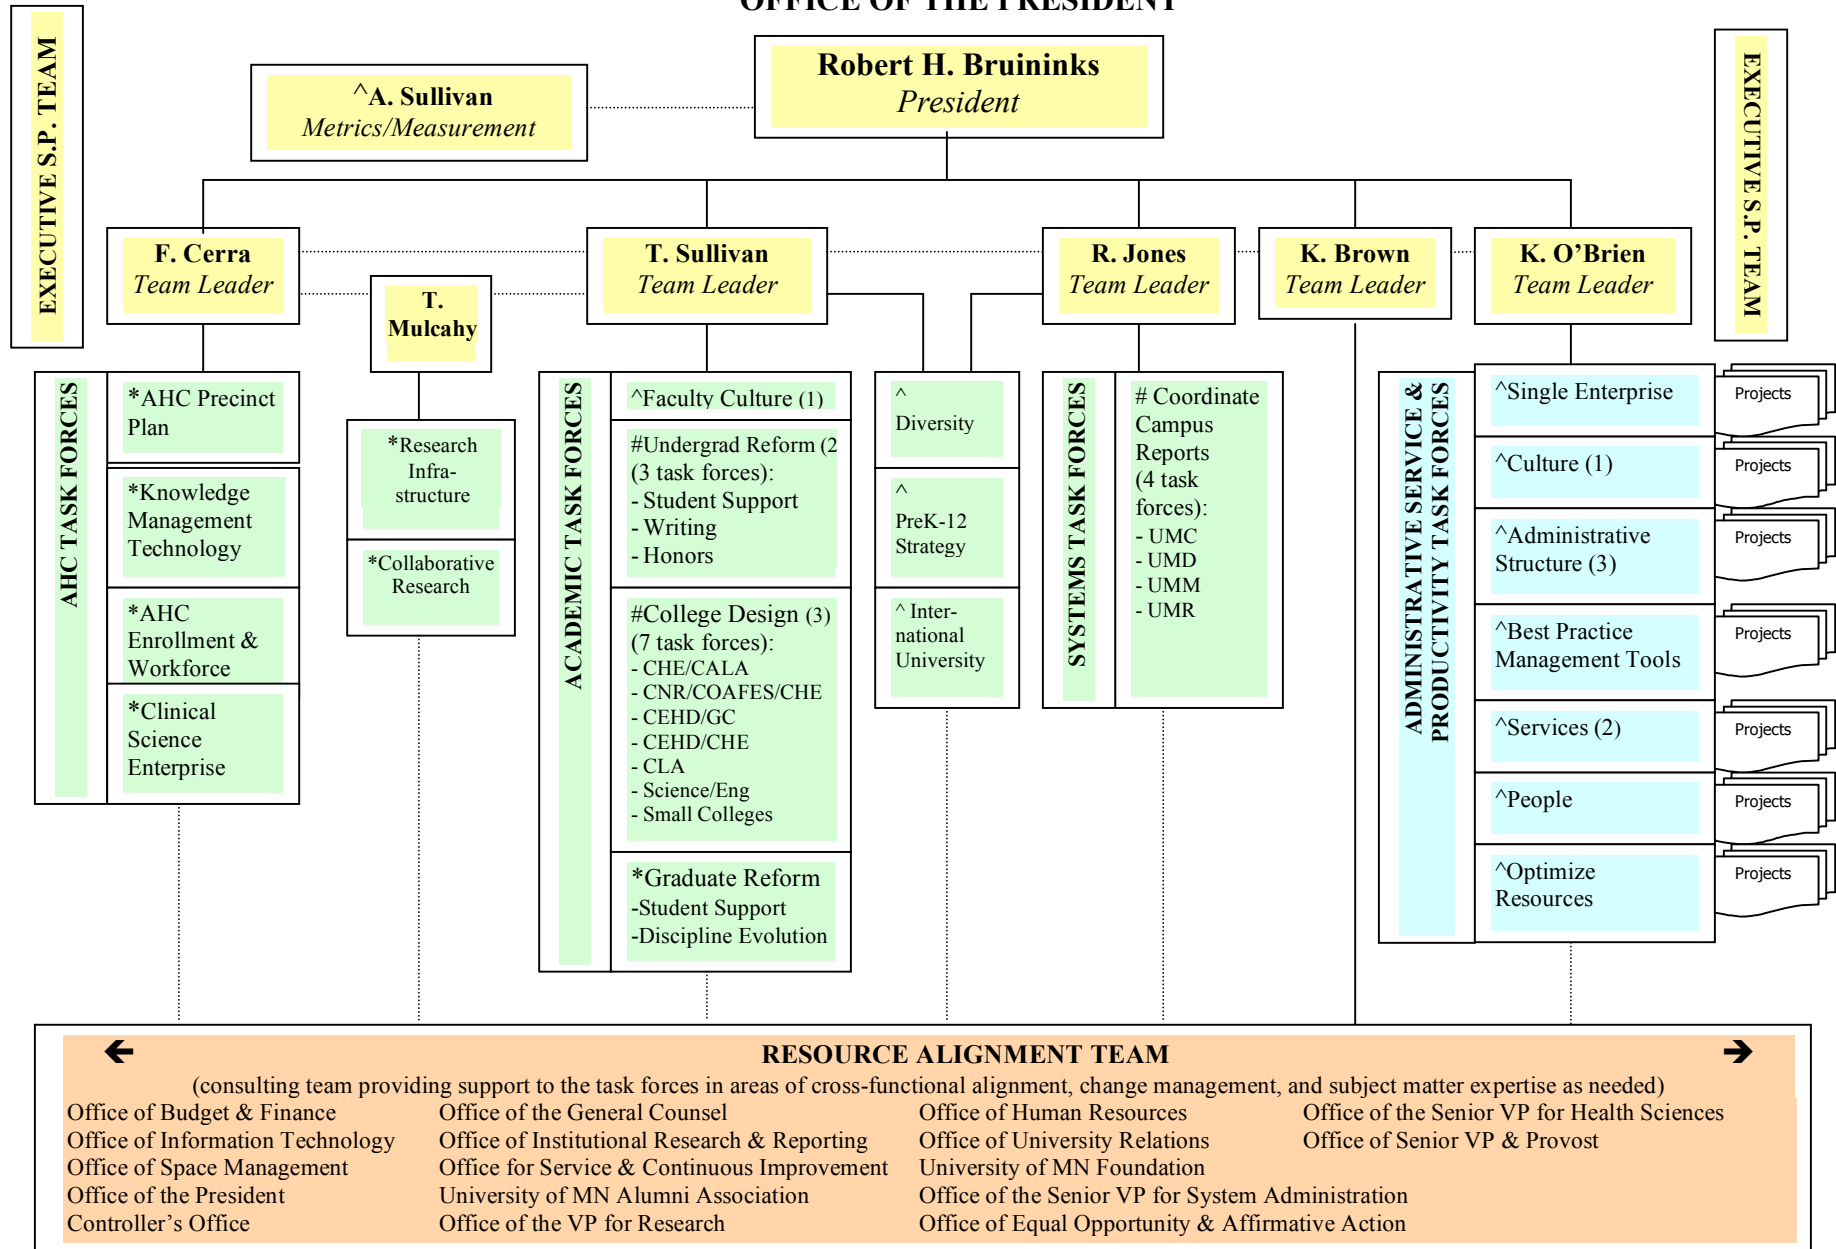 OFFICE OF THE PRESIDENT
EXECUTIVE S.P. TEAM
^A. Sullivan
Metrics/Measurement
Robert H. Bruininks
President
EXECUTIVE S.P. TEAM
F. Cerra
Team Leader
T.
Mulcahy
T. Sullivan
Team Leader
R. Jones
Team Leader
K. Brown
Team Leader
K. O’Brien
Team Leader
AHC TASK FORCES
*AHC Precinct
Plan
*Knowledge
Management
Technology
*AHC
Enrollment &
Workforce
*Clinical
Science
Enterprise
*Research
Infra-
structure
*Collaborative
Research
ACADEMIC TASK FORCES
^Faculty Culture (1)
#Undergrad Reform (2
(3 task forces):
- Student Support
- Writing
- Honors
#College Design (3)
(7 task forces):
- CHE/CALA
- CNR/COAFES/CHE
- CEHD/GC
- CEHD/CHE
- CLA
- Science/Eng
- Small Colleges
*Graduate Reform
-Student Support
-Discipline Evolution
^
Diversity
^
PreK-12
Strategy
^ Inter-
national
University
SYSTEMS TASK FORCES
# Coordinate
Campus
Reports
(4 task
forces):
- UMC
- UMD
- UMM
- UMR
ADMINISTRATIVE SERVICE &
PRODUCTIVITY TASK FORCES
^Single Enterprise
Projects
^Culture (1)
Projects
^Administrative
Structure (3)
Projects
^Best Practice
Management Tools
Projects
^Services (2)
Projects
^People
Projects
^Optimize
Resources
Projects
RESOURCE ALIGNMENT TEAM
(consulting team providing support to the task forces in areas of cross-functional alignment, change management, and subject matter expertise as needed)
Office of Budget & Finance
Office of Information Technology
Office of Space Management
Office of the President
Controller’s Office
Office of the General Counsel
Office of Institutional Research & Reporting
Office for Service & Continuous Improvement
University of MN Alumni Association
Office of the VP for Research
Office of Human Resources
Office of University Relations
University of MN Foundation
Office of the Senior VP for System Administration
Office of Equal Opportunity & Affirmative Action
Office of the Senior VP for Health Sciences
Office of Senior VP & Provost